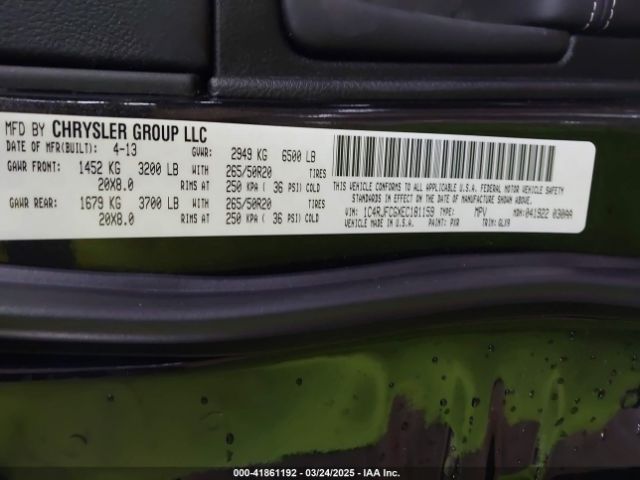 MFD BY CHRYSLER GROUP LLC
DATE OF MFR(BUILT): 4-13 GVWR: 2949 KG 6500 LB
GAWR FRONT: 1452 KG 3200 LB WITH 265/50R20 TIRES
20X8.0 RIMS AT 250 KPA ( 36 PSI) COLD
GAWR REAR: 1679 KG 3700 LB WITH 265/50R20 TIRES
20X8.0 RIMS AT 250 KPA ( 36 PSI) COLD
THIS VEHICLE CONFORMS TO ALL APPLICABLE U.S.A. FEDERAL MOTOR VEHICLE SAFETY
STANDARDS IN EFFECT ON THE DATE OF MANUFACTURE SHOWN ABOVE.
VIN: 1C4RJFCGXEC181159 TYPE: MPV MDH: 041922 030AA
VEHICLE MADE IN U.S.A. PAINT: PXR TRIM: GLX9
000-41861192 — 03/24/2025 — IAA Inc.